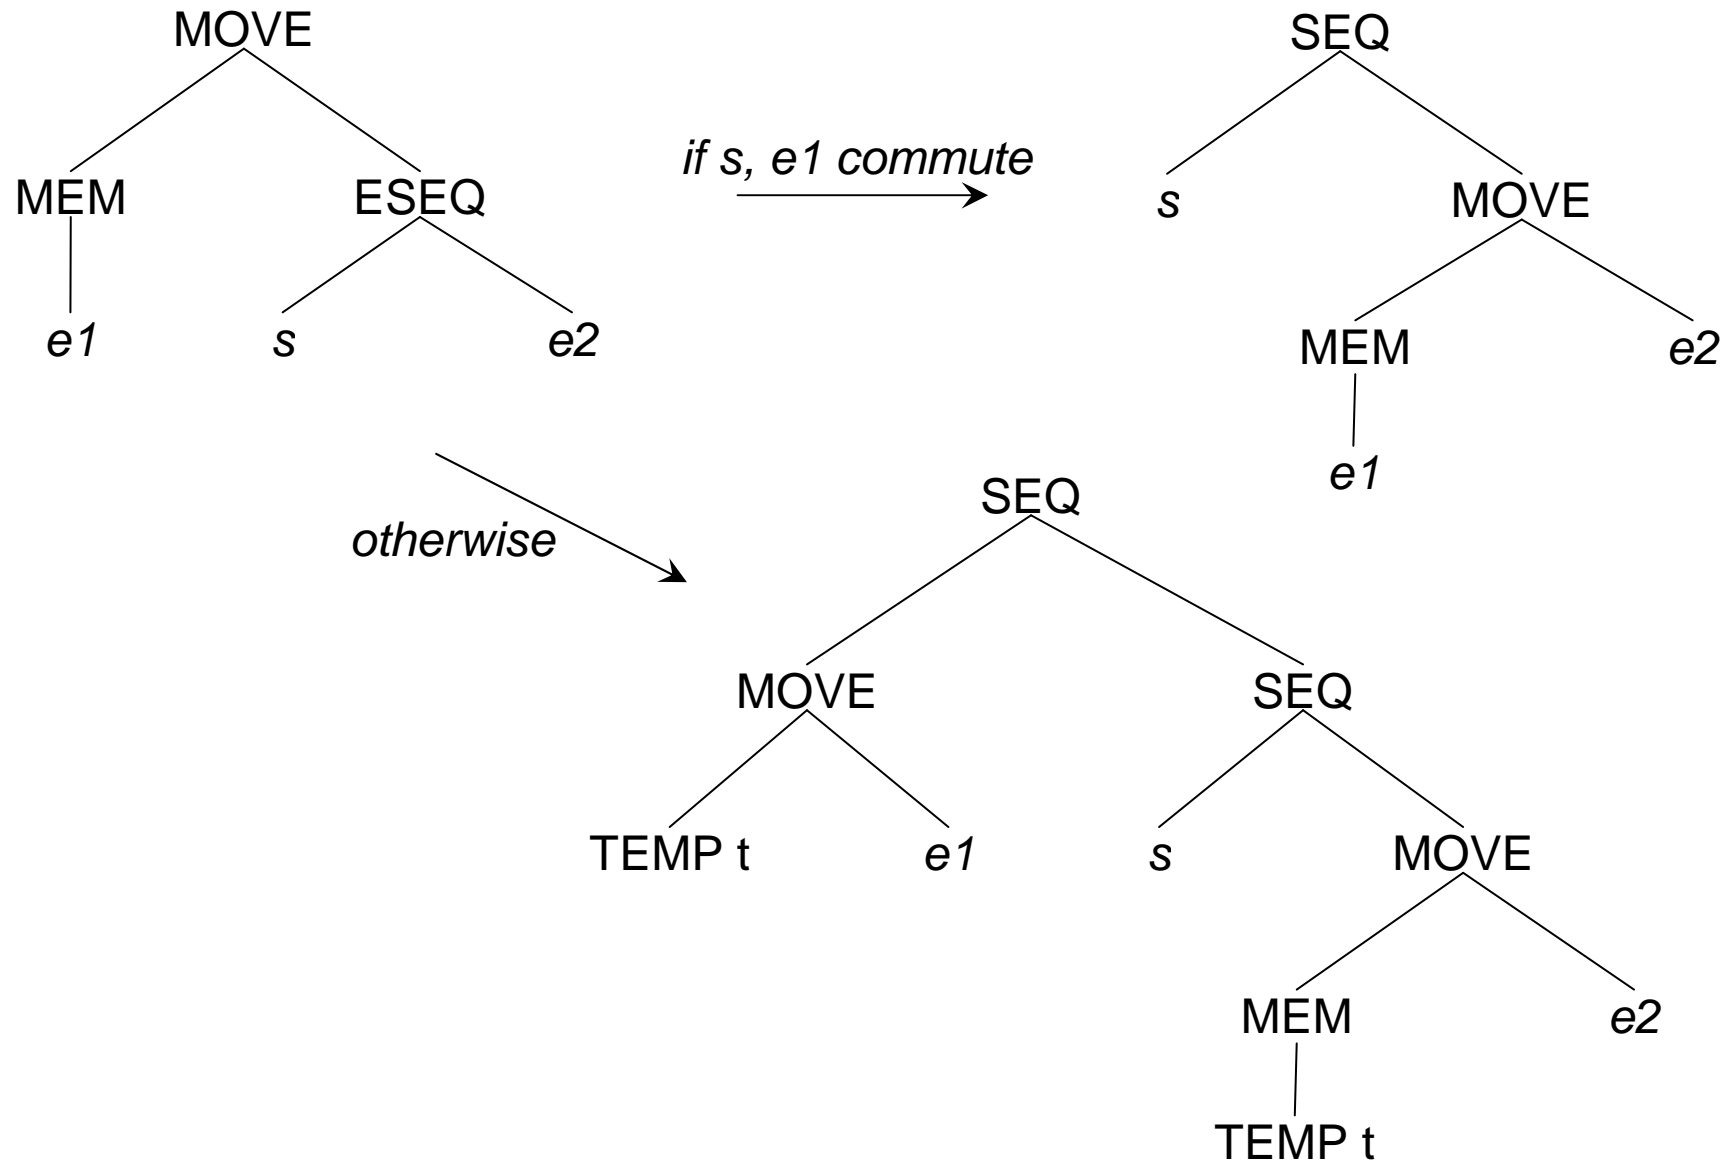 MOVE
MEM ESEQ
e1 s e2
if s, e1 commute
SEQ
s MOVE
MEM e2
e1
otherwise
SEQ
MOVE SEQ
TEMP t e1 s MOVE
MEM e2
TEMP t